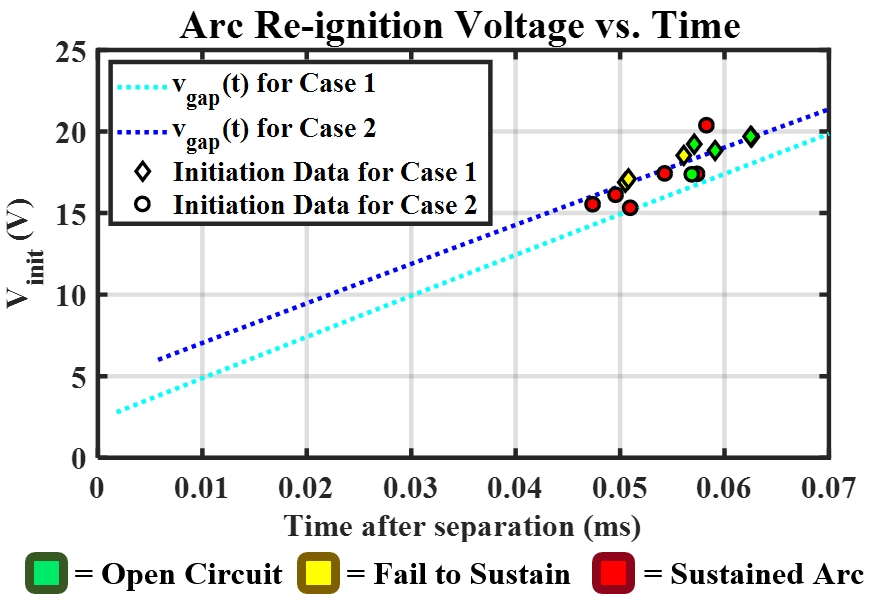 Arc Re-ignition Voltage vs. Time
25
20
15
10
5
0
V_init (V)
v_gap(t) for Case 1
v_gap(t) for Case 2
Initiation Data for Case 1
Initiation Data for Case 2
0 0.01 0.02 0.03 0.04 0.05 0.06 0.07
Time after separation (ms)
= Open Circuit = Fail to Sustain = Sustained Arc